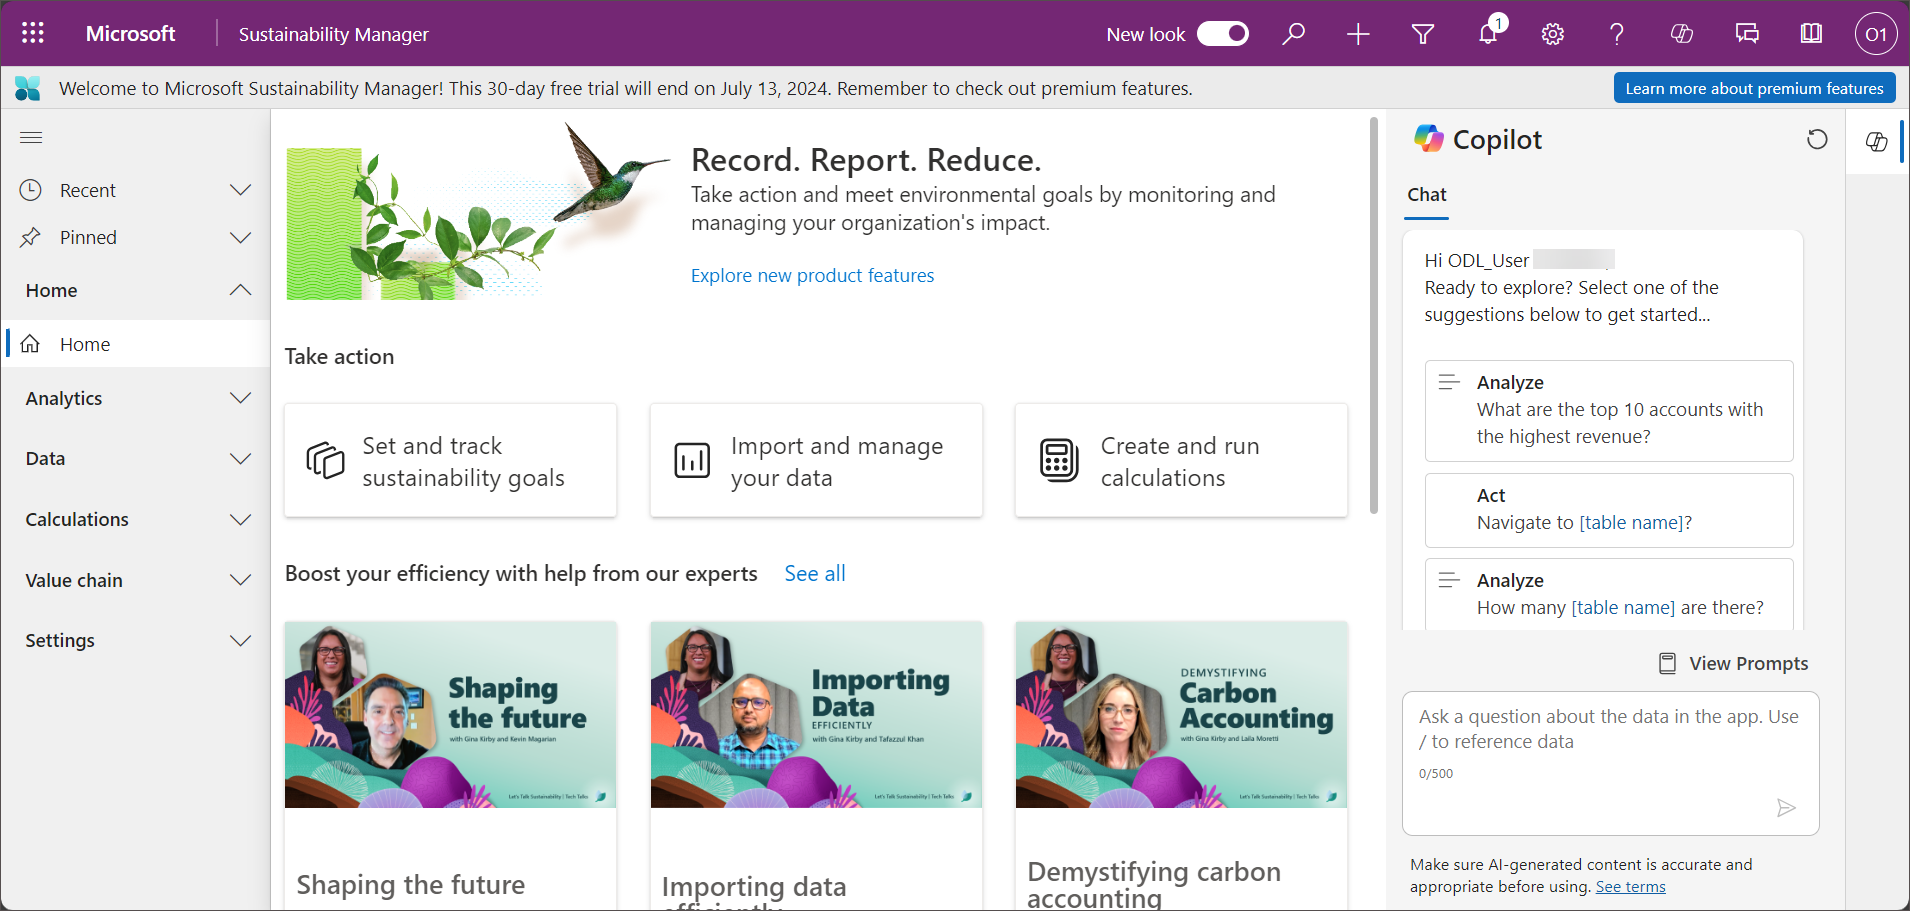 Microsoft
Sustainability Manager
New look
1
O1
Welcome to Microsoft Sustainability Manager! This 30-day free trial will end on July 13, 2024. Remember to check out premium features.
Learn more about premium features
Recent
Pinned
Home
Home
Analytics
Data
Calculations
Value chain
Settings
Record. Report. Reduce.
Take action and meet environmental goals by monitoring and
managing your organization's impact.
Explore new product features
Take action
Set and track
sustainability goals
Import and manage
your data
Create and run
calculations
Boost your efficiency with help from our experts
See all
Shaping
the future
with Gina Kirby and Kevin Magarian
Let's Talk Sustainability | Tech Talks
Importing
Data
EFFICIENTLY
with Gina Kirby and Tafazzul Khan
Let's Talk Sustainability | Tech Talks
DEMYSTIFYING
Carbon
Accounting
with Gina Kirby and Laila Moretti
Let's Talk Sustainability | Tech Talks
Shaping the future
Importing data
efficiently
Demystifying carbon
accounting
Copilot
Chat
Hi ODL_User
Ready to explore? Select one of the
suggestions below to get started...
Analyze
What are the top 10 accounts with
the highest revenue?
Act
Navigate to [table name]?
Analyze
How many [table name] are there?
View Prompts
Ask a question about the data in the app. Use
/ to reference data
0/500
Make sure AI-generated content is accurate and
appropriate before using. See terms